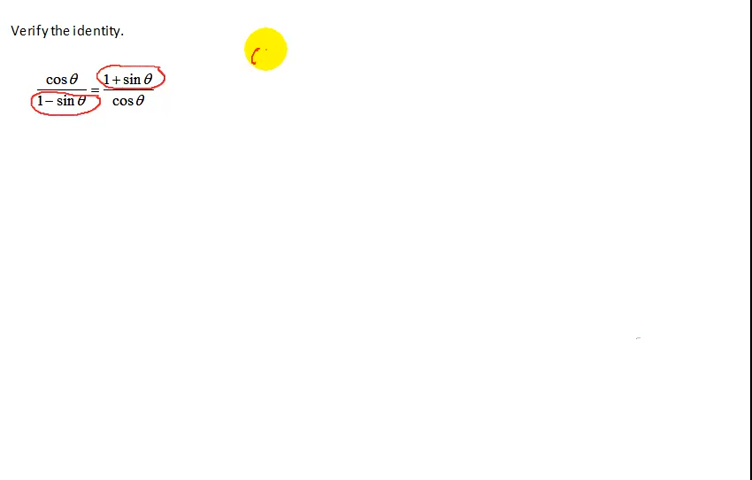 Verify the identity.
cos θ / 1 − sin θ = 1 + sin θ / cos θ
(